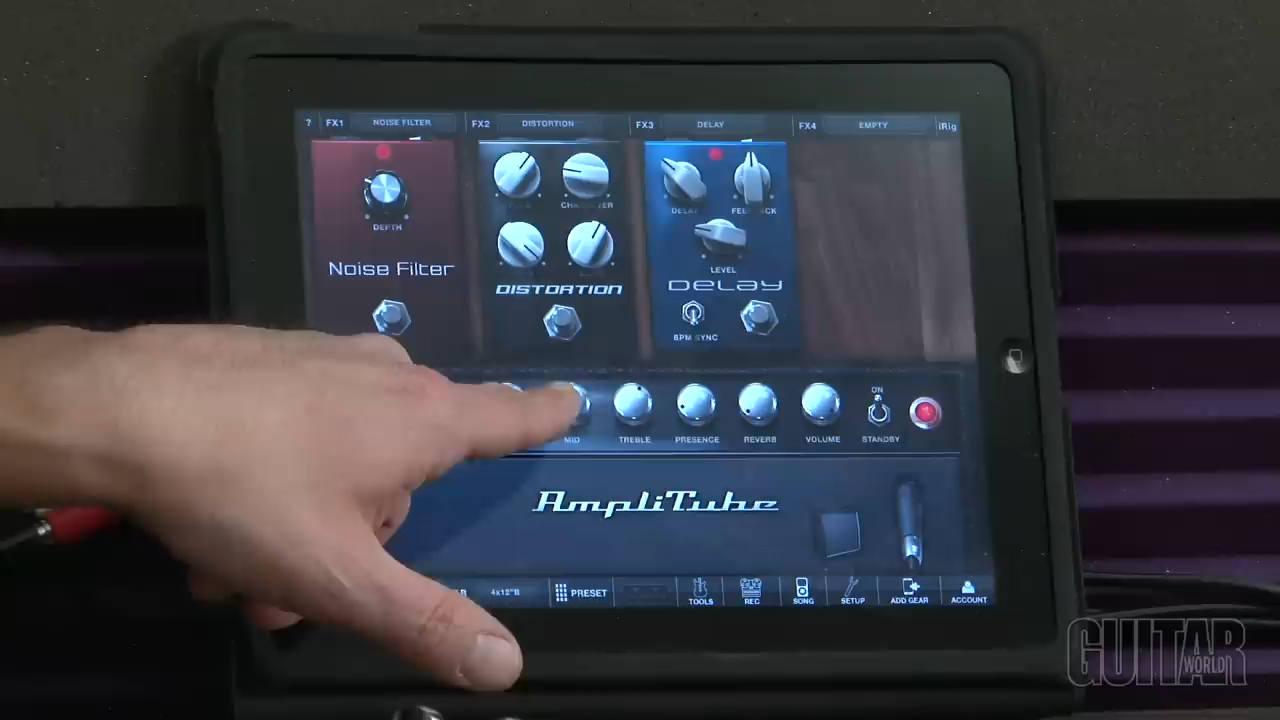 ? FX1 NOISE FILTER FX2 DISTORTION FX3 DELAY FX4 EMPTY iRig
DEPTH
Noise Filter
CHARACTER
DISTORTION
DELAY FEEDBACK
LEVEL
DELAY
BPM SYNC
ON
MID TREBLE PRESENCE REVERB VOLUME STANDBY
AmpliTube
4x12"B PRESET TOOLS REC SONG SETUP ADD GEAR ACCOUNT
GUITAR
WORLD